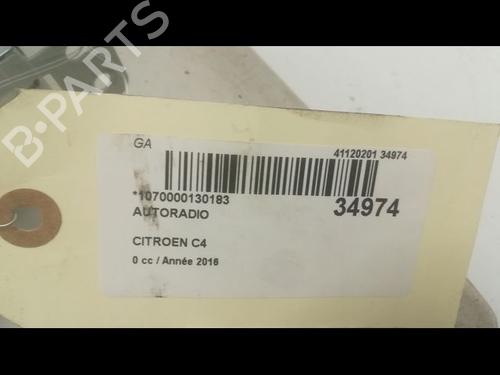 B-PARTS
GA
41120201 34974
*1070000130183
34974
AUTORADIO
CITROEN C4
0 cc / Année 2016